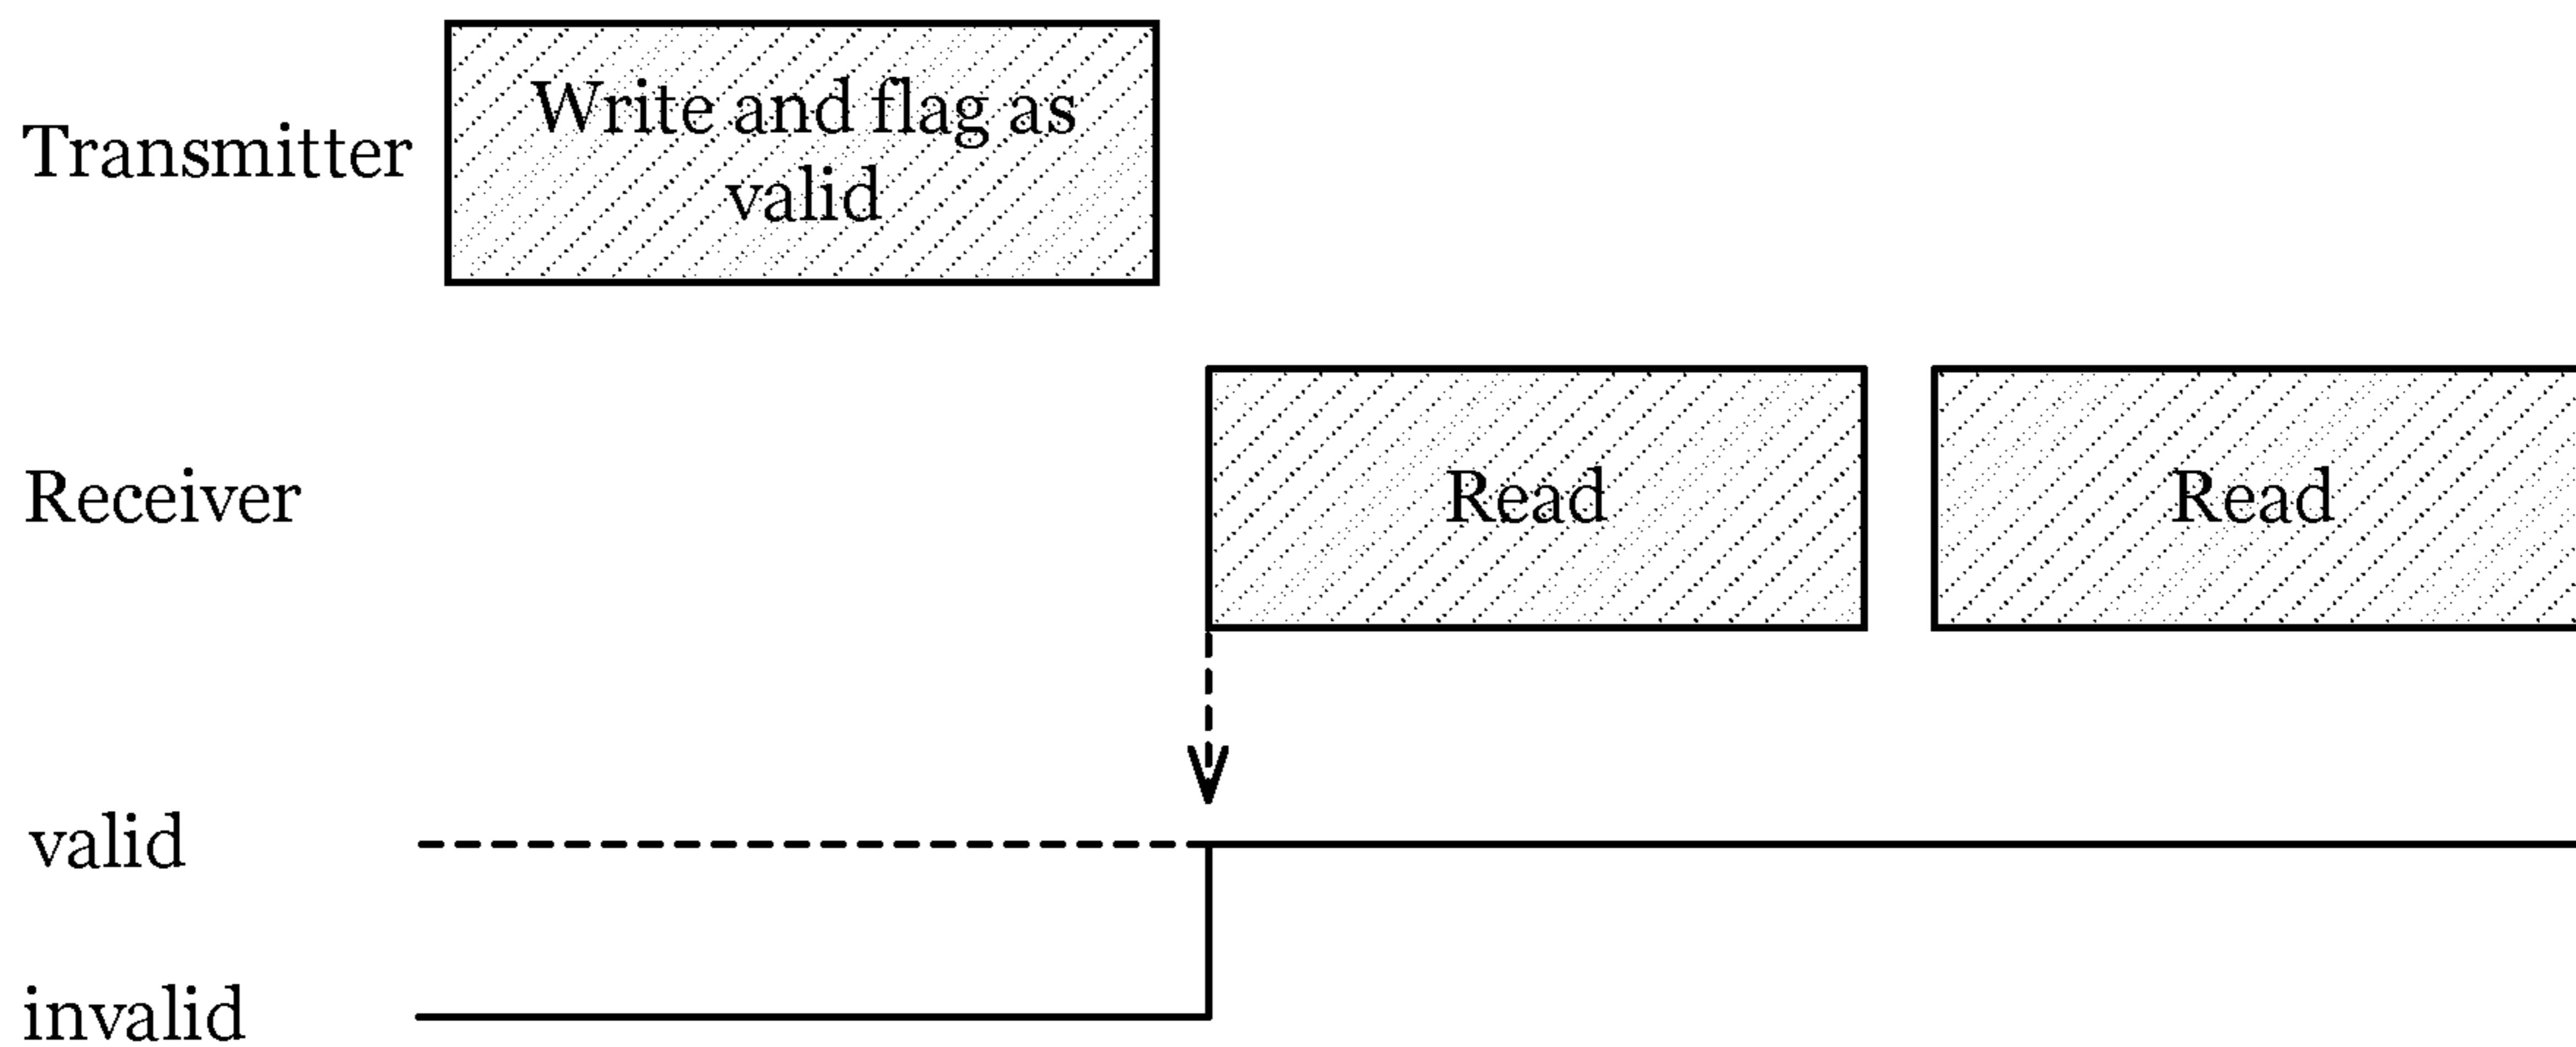 Transmitter
Write and flag as
valid
Receiver
Read
Read
valid
invalid